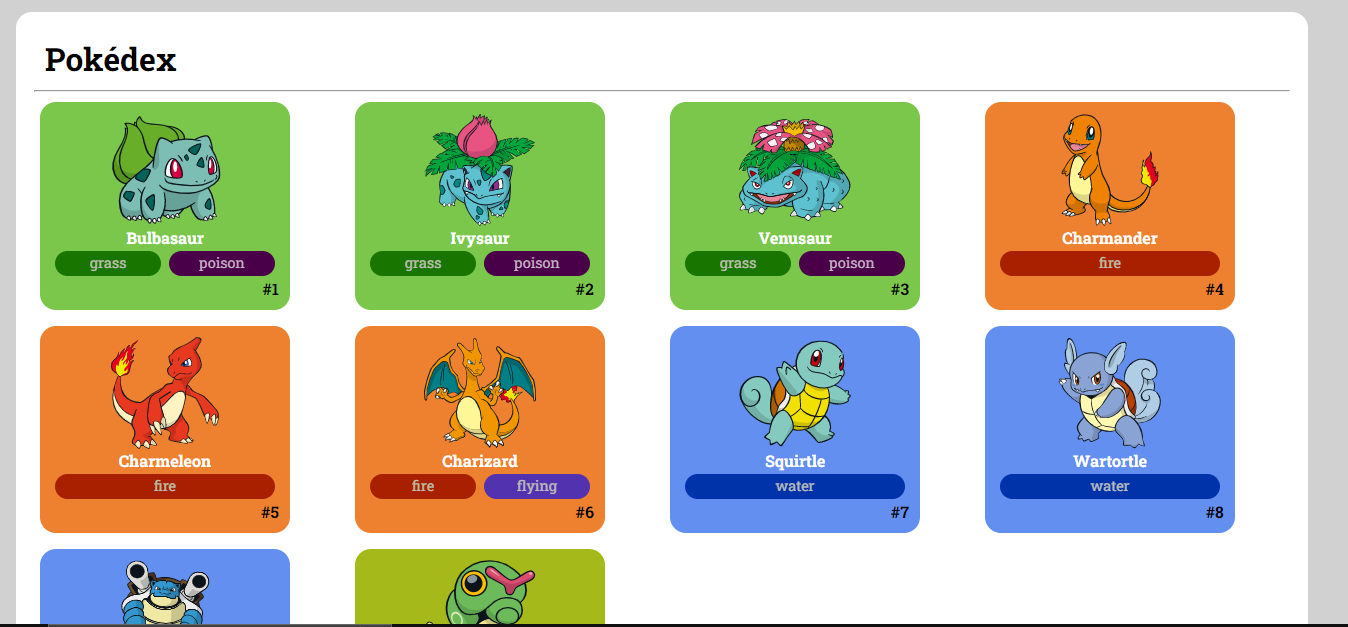 Pokédex
Bulbasaur
grass poison
#1
Ivysaur
grass poison
#2
Venusaur
grass poison
#3
Charmander
fire
#4
Charmeleon
fire
#5
Charizard
fire flying
#6
Squirtle
water
#7
Wartortle
water
#8